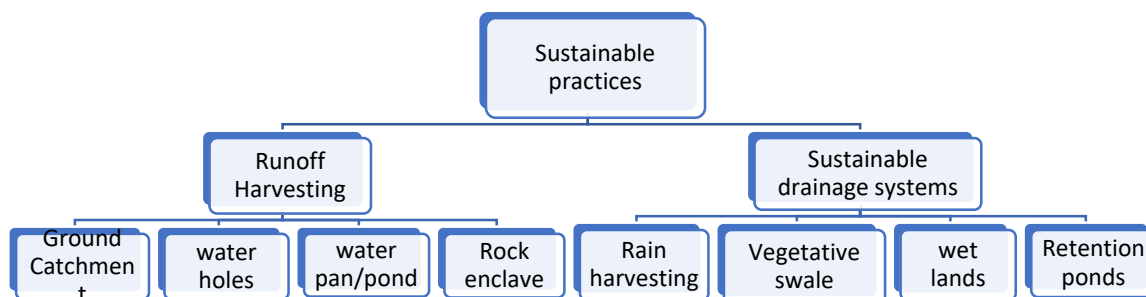 Sustainable
practices
Runoff
Harvesting
Sustainable
drainage systems
Ground
Catchmen
t
water
holes
water
pan/pond
Rock
enclave
Rain
harvesting
Vegetative
swale
wet
lands
Retention
ponds